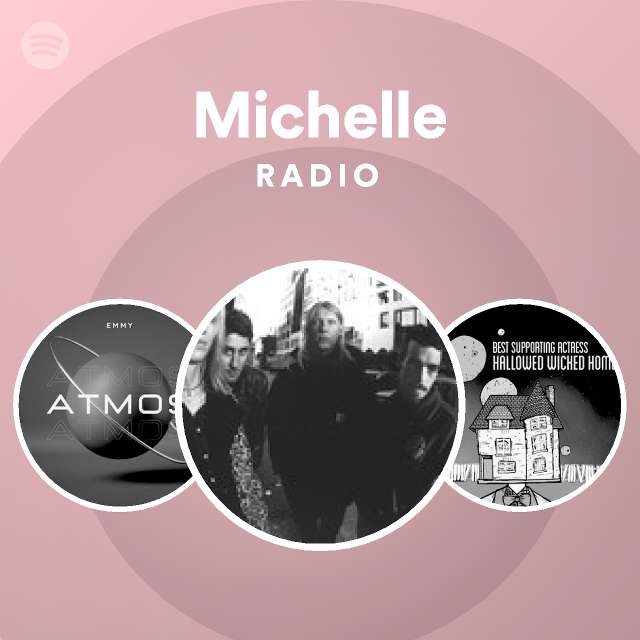 Michelle
RADIO
EMMY
ATMOS
BEST SUPPORTING ACTRESS
HALLOWED WICKED HOM